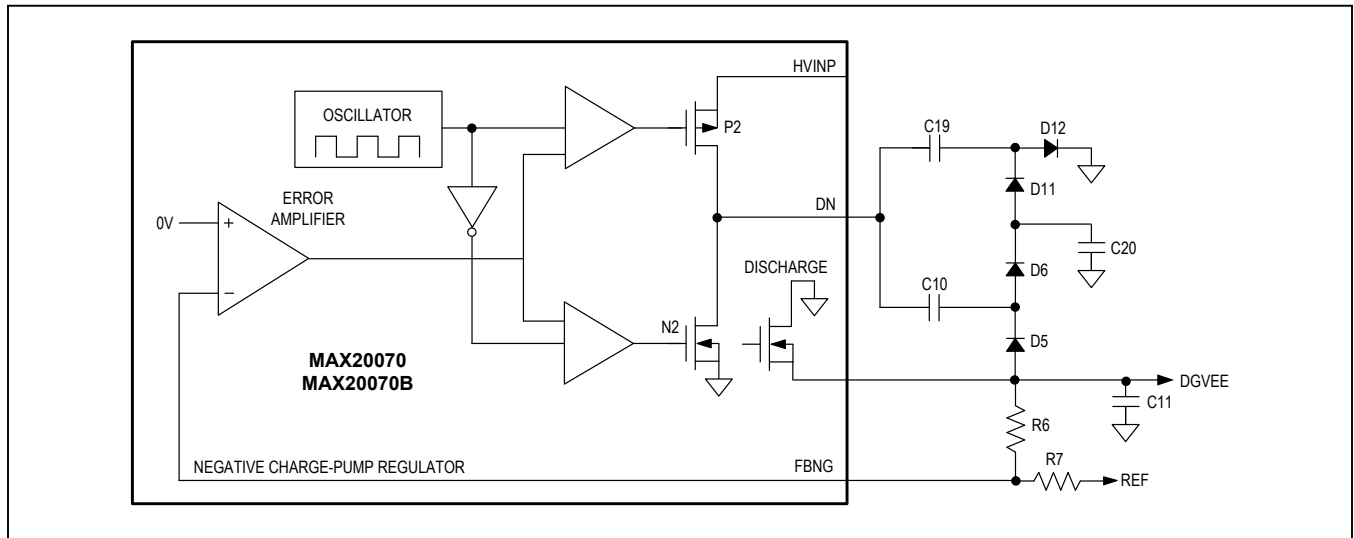 HVINP
OSCILLATOR
P2
C19
D12
D11
ERROR
AMPLIFIER
0V
+
−
DN
C20
DISCHARGE
D6
C10
N2
D5
MAX20070
MAX20070B
DGVEE
C11
R6
R7
NEGATIVE CHARGE-PUMP REGULATOR
FBNG
REF